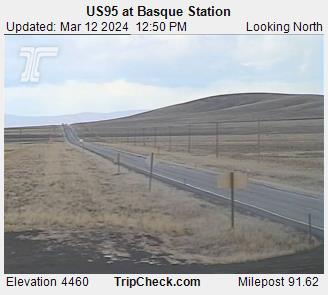 US95 at Basque Station
Updated: Mar 12 2024 12:50 PM
Looking North
Elevation 4460
TripCheck.com
Milepost 91.62